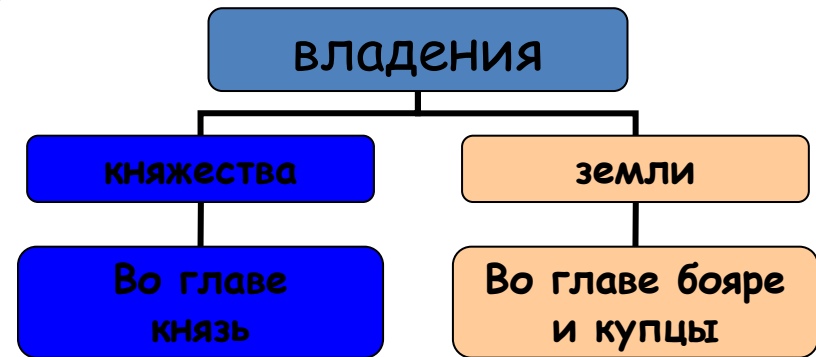 владения
княжества
земли
Во главе
князь
Во главе бояре
и купцы